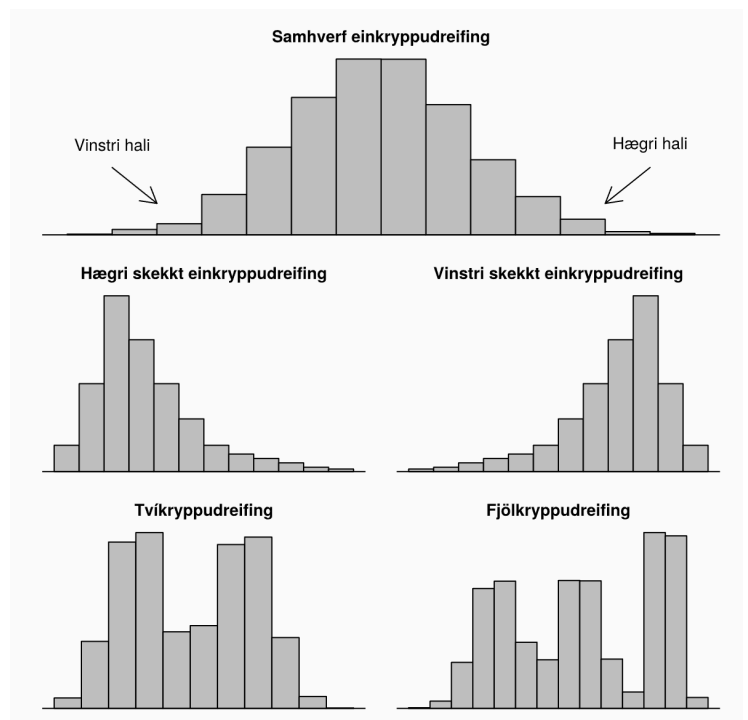 Samhverf einkryppudreifing
Vinstri hali
Hægri hali
Hægri skekkt einkryppudreifing
Vinstri skekkt einkryppudreifing
Tvíkryppudreifing
Fjölkryppudreifing